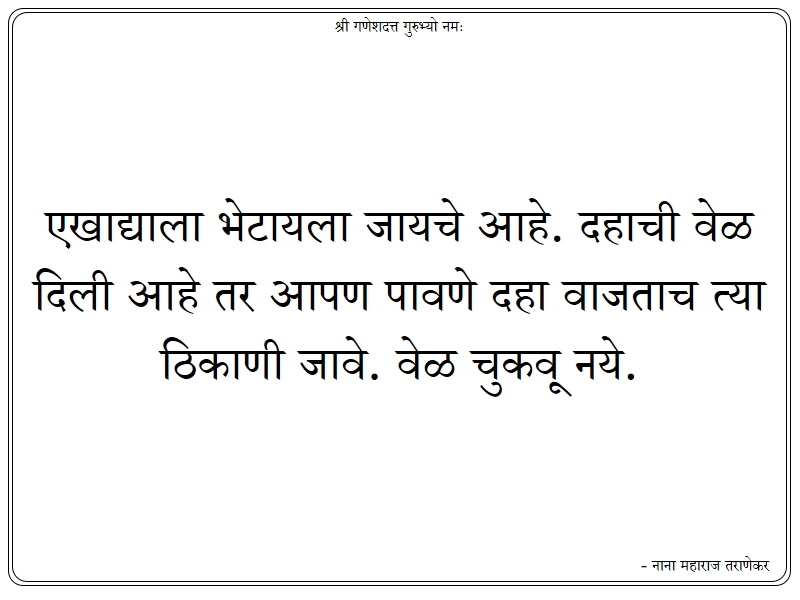 श्री गणेशदत्त गुरुभ्यो नमः
एखाद्याला भेटायला जायचे आहे. दहाची वेळ
दिली आहे तर आपण पावणे दहा वाजताच त्या
ठिकाणी जावे. वेळ चुकवू नये.
- नाना महाराज तराणेकर